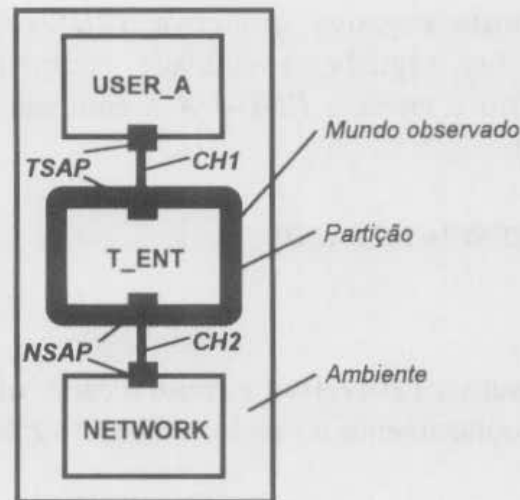 USER_A
Mundo observado
TSAP
CH1
Partição
T_ENT
NSAP
CH2
Ambiente
NETWORK